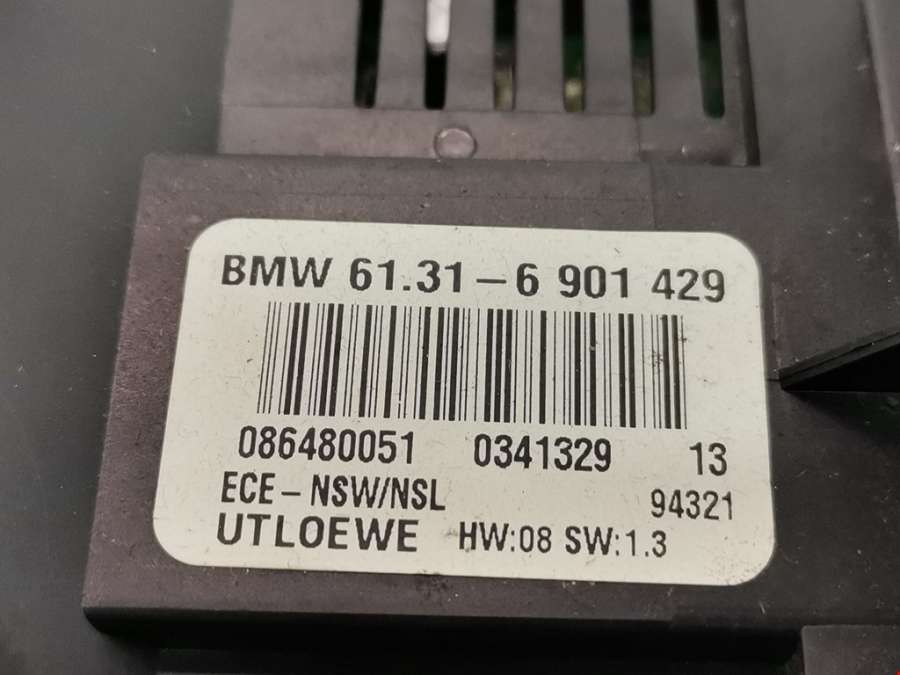 BMW 61.31-6 901 429
086480051 0341329 13
ECE-NSW/NSL 94321
UTLOEWE HW:08 SW:1.3